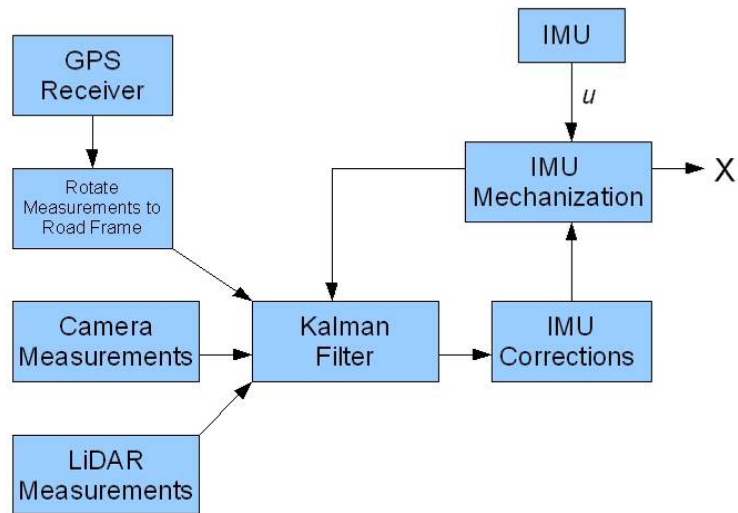 GPS
Receiver
IMU
u
Rotate
Measurements to
Road Frame
IMU
Mechanization
X
Camera
Measurements
Kalman
Filter
IMU
Corrections
LiDAR
Measurements